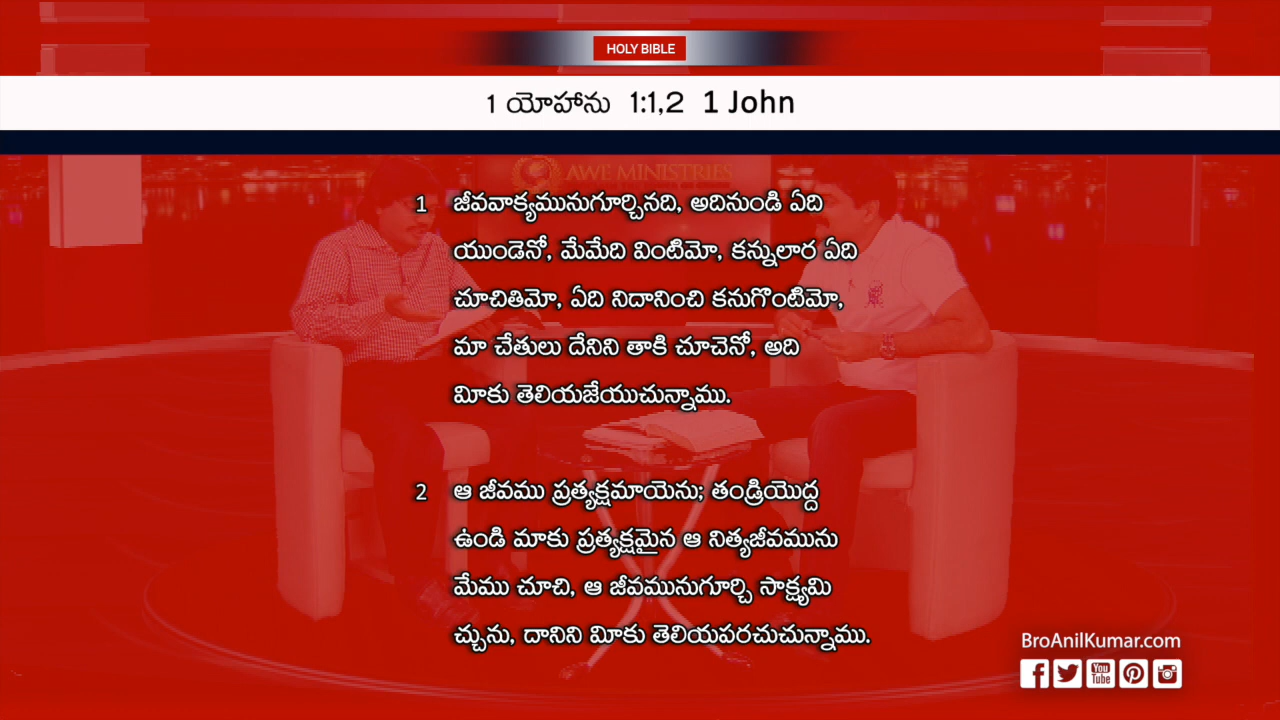 HOLY BIBLE
1 యోహాను 1:1,2 1 John
AWE MINISTRIES
1 జీవవాక్యమునుగూర్చినది, అదినుండి ఏది
యుండెనో, మేమేది వింటిమో, కన్నులార ఏది
చూచితిమో, ఏది నిదానించి కనుగొంటిమో,
మా చేతులు దేనిని తాకి చూచెనో, అది
మీకు తెలియజేయుచున్నాము.
2 ఆ జీవము ప్రత్యక్షమాయెను; తండ్రియొద్ద
ఉండి మాకు ప్రత్యక్షమైన ఆ నిత్యజీవమును
మేము చూచి, ఆ జీవమునుగూర్చి సాక్ష్యమి
చ్చుచును, దానిని మీకు తెలియపరచుచున్నాము.
BroAnilKumar.com
You Tube